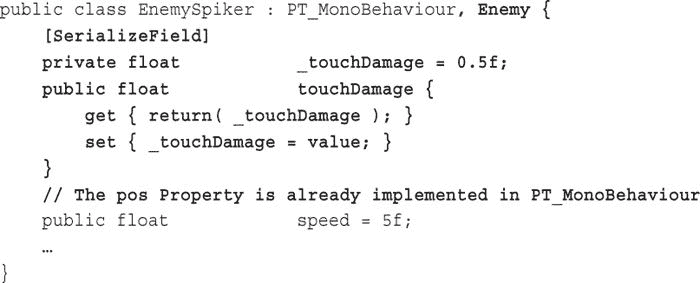 public class EnemySpiker : PT_MonoBehaviour, Enemy {
    [SerializeField]
    private float           _touchDamage = 0.5f;
    public float            touchDamage {
        get { return( _touchDamage ); }
        set { _touchDamage = value; }
    }
    // The pos Property is already implemented in PT_MonoBehaviour
    public float            speed = 5f;
    …
}